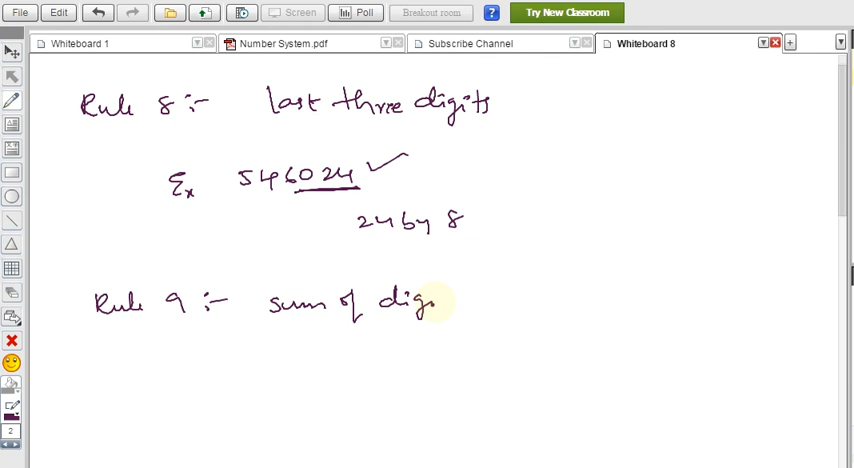 File Edit Screen Poll Breakout room ? Try New Classroom
Whiteboard 1 Number System.pdf Subscribe Channel Whiteboard 8
Rule 8 :- last three digits
Ex 546024 ✓
24 by 8
Rule 9 :- sum of dig
2